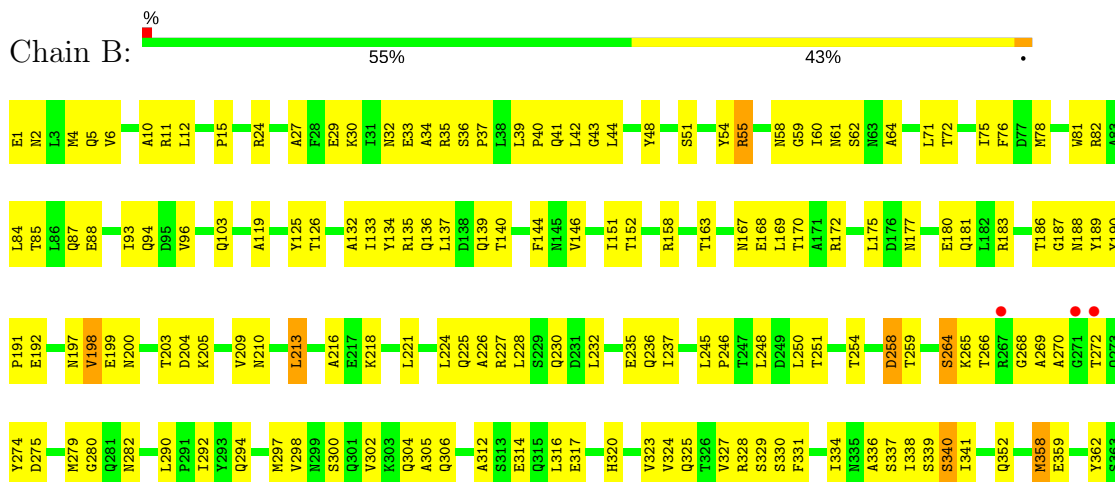 %
Chain B:
55% 43% •
E1 N2 L3 M4 Q5 V6 A10 R11 L12 P15 R24 A27 F28 E29 K30 I31 N32 E33 A34 R35 S36 P37 L38 L39 P40 Q41 L42 G43 L44 Y48 S51 Y54 R55 N58 G59 I60 N61 S62 N63 A64 L71 T72 I75 F76 D77 M78 W81 R82 A83
L84 T85 L86 Q87 E88 I93 Q94 D95 V96 Q103 A119 Y125 T126 A132 I133 Y134 R135 Q136 L137 D138 Q139 T140 F144 N145 V146 I151 T152 R158 T163 N167 E168 L169 T170 A171 R172 L175 D176 N177 E180 Q181 L182 R183 T186 G187 N188 Y189 Y190
P191 E192 N197 V198 E199 N200 T203 D204 K205 V209 N210 L213 A216 E217 K218 L221 L224 Q225 A226 R227 L228 S229 Q230 D231 L232 E235 Q236 I237 L245 P246 T247 L248 D249 L250 T251 T254 D258 T259 S264 K265 T266 R267 G268 A269 A270 G271 T272 D273
Y274 D275 M279 G280 Q281 N282 L290 P291 I292 Y293 Q294 M297 V298 N299 S300 Q301 V302 K303 Q304 A305 Q306 A312 S313 E314 Q315 L316 E317 H320 V323 V324 Q325 T326 V327 R328 S329 S330 F331 I334 N335 A336 S337 I338 S339 S340 I341 Q352 M358 E359 Y362 S363